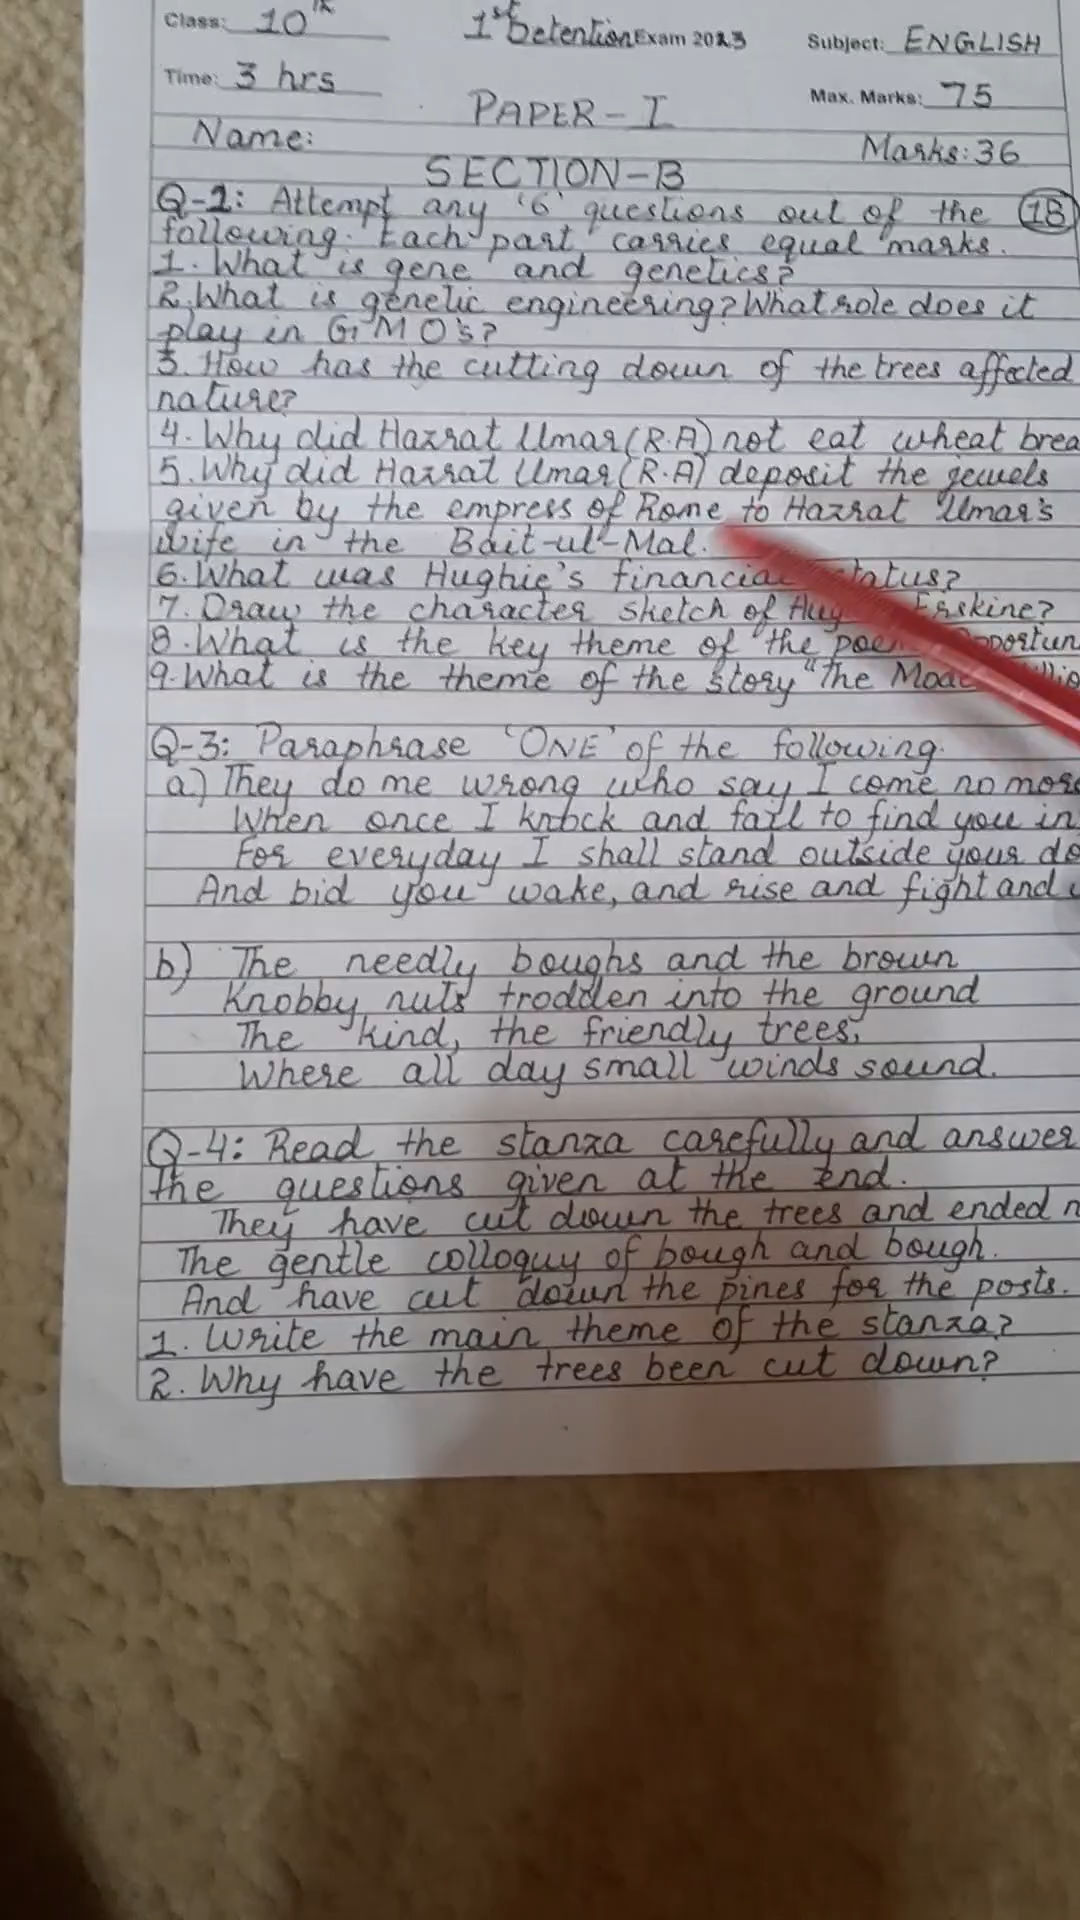 Class: 10th 1st Detention Exam 2023 Subject: ENGLISH
Time: 3 hrs Max. Marks: 75
PAPER-I
Name: Marks: 36
SECTION-B
Q-1: Attempt any '6' questions out of the 18
following. Each part carries equal marks.
1. What is gene and genetics?
2. What is genetic engineering? What role does it
play in GMO's?
3. How has the cutting down of the trees affected
nature?
4. Why did Hazrat Umar (R.A) not eat wheat
5. Why did Hazrat Umar (R.A) deposit the jewels
given by the empress of Rome to Hazrat Umar's
wife in the Bait-ul-Mal.
6. What was Hughie's financial status?
7. Draw the character sketch of Erskine?
8. What is the key theme of the
9. What is the theme of the story "The
Q-3: Paraphrase 'ONE' of the following.
a) They do me wrong who say I come no more
When once I knock and fail to find you in
For everyday I shall stand outside your
And bid you wake, and rise and fight and
b) The needly boughs and the brown
Knobby nuts trodden into the ground
The kind, the friendly trees,
Where all day small winds sound.
Q-4: Read the stanza carefully and answer
the questions given at the end.
They have cut down the trees and ended
The gentle colloquy of bough and bough.
And have cut down the pines for the posts.
1. Write the main theme of the stanza?
2. Why have the trees been cut down?